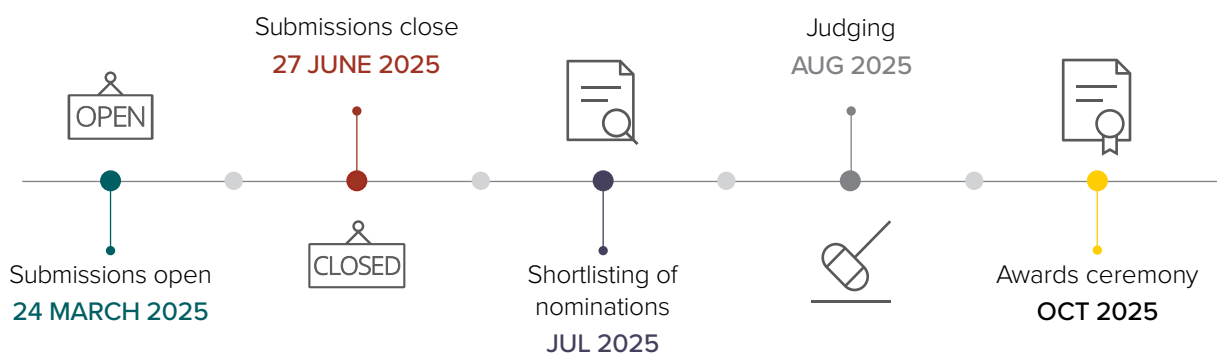 OPEN
Submissions open
24 MARCH 2025
Submissions close
27 JUNE 2025
CLOSED
Shortlisting of
nominations
JUL 2025
Judging
AUG 2025
Awards ceremony
OCT 2025